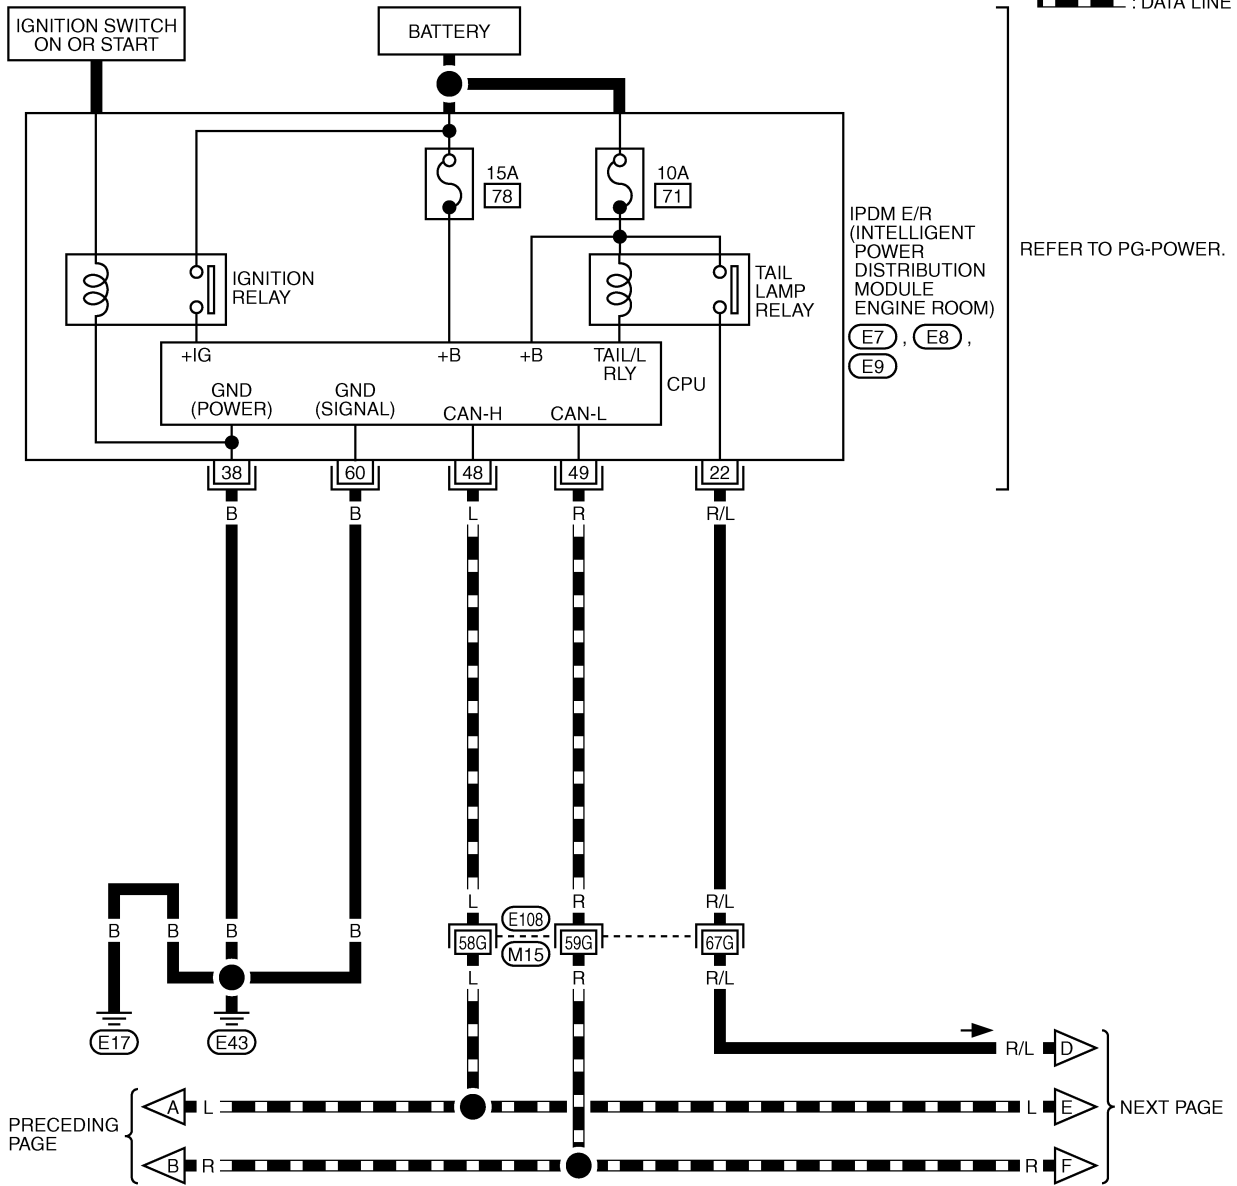 : DATA LINE
IGNITION SWITCH
ON OR START
BATTERY
15A
78
10A
71
IPDM E/R
(INTELLIGENT
POWER
DISTRIBUTION
MODULE
ENGINE ROOM)
E7 , E8 ,
E9
REFER TO PG-POWER.
IGNITION
RELAY
TAIL
LAMP
RELAY
+IG
+B
+B
TAIL/L
RLY
CPU
GND
(POWER)
GND
(SIGNAL)
CAN-H
CAN-L
38
60
48
49
22
B
B
L
R
R/L
L
R
R/L
B
B
B
B
E108
58G
59G
67G
M15
L
R
R/L
E17
E43
R/L
D
PRECEDING
PAGE
A
L
L
E
NEXT PAGE
B
R
R
F